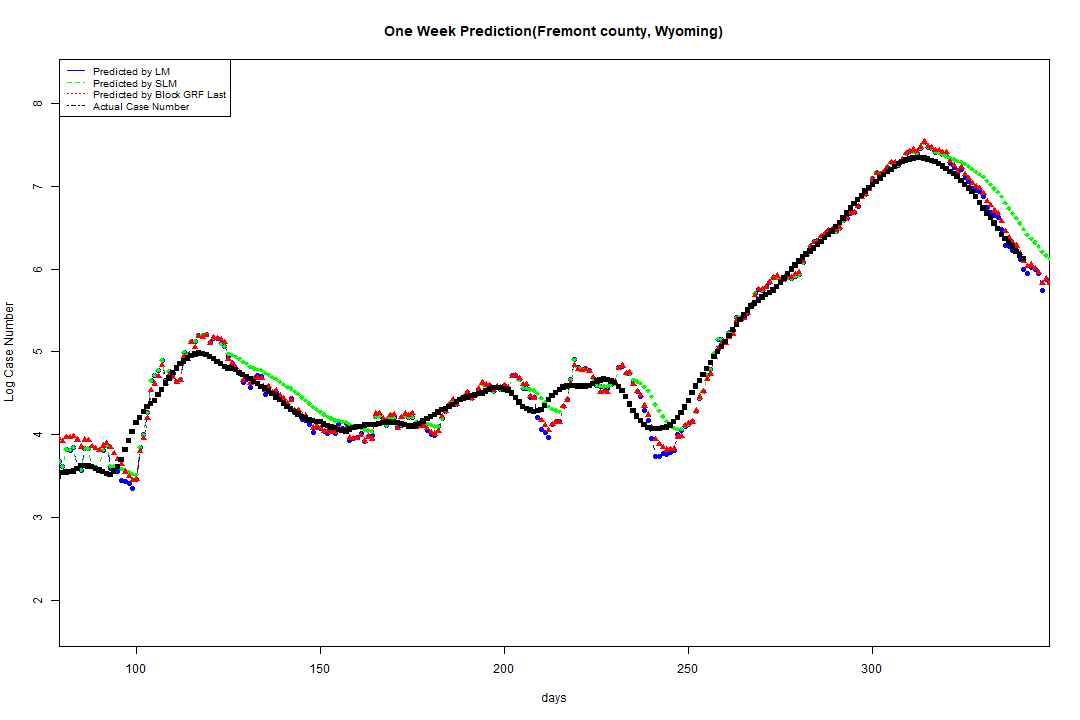 One Week Prediction(Fremont county, Wyoming)
Predicted by LM
Predicted by SLM
Predicted by Block GRF Last
Actual Case Number
8
7
6
5
4
3
2
Log Case Number
100 150 200 250 300
days